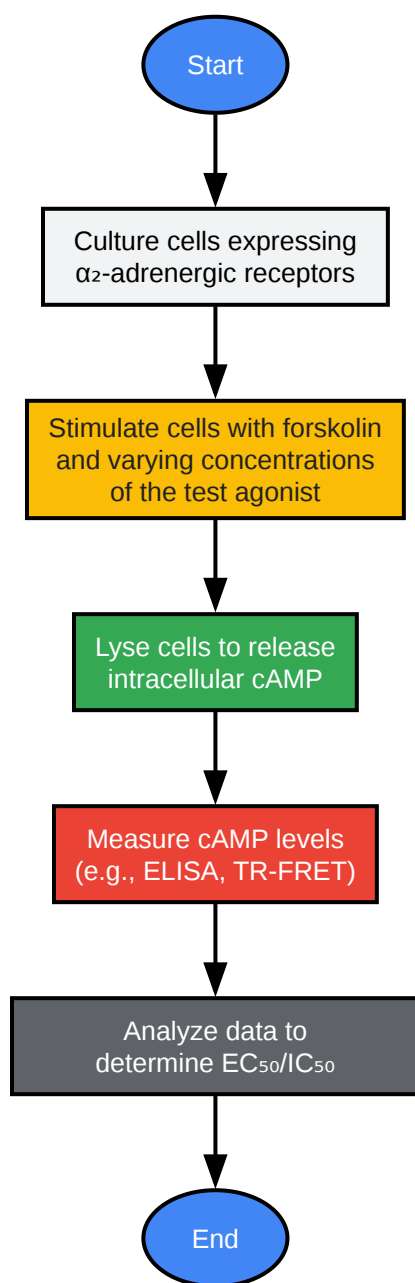 Start
Culture cells expressing
α₂-adrenergic receptors
Stimulate cells with forskolin
and varying concentrations
of the test agonist
Lyse cells to release
intracellular cAMP
Measure cAMP levels
(e.g., ELISA, TR-FRET)
Analyze data to
determine EC₅₀/IC₅₀
End